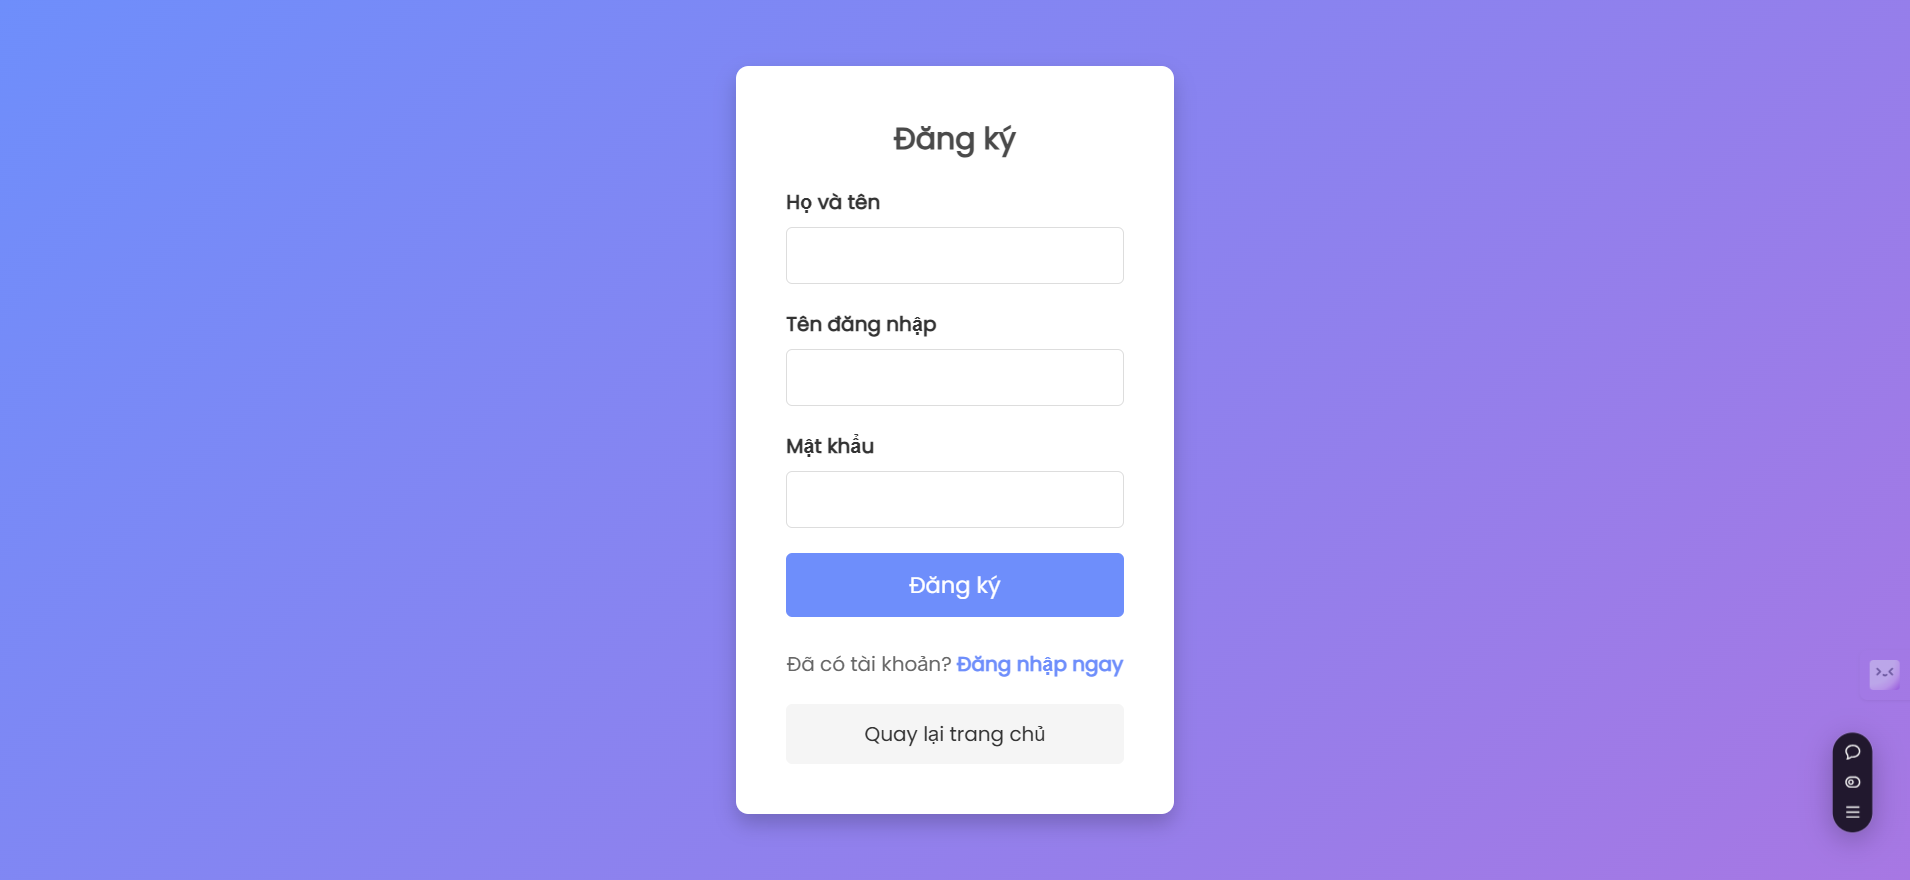 Đăng ký
Họ và tên
Tên đăng nhập
Mật khẩu
Đăng ký
Đã có tài khoản? Đăng nhập ngay
Quay lại trang chủ